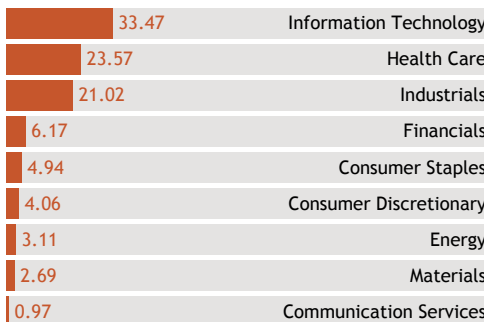 33.47 Information Technology
23.57 Health Care
21.02 Industrials
6.17 Financials
4.94 Consumer Staples
4.06 Consumer Discretionary
3.11 Energy
2.69 Materials
0.97 Communication Services